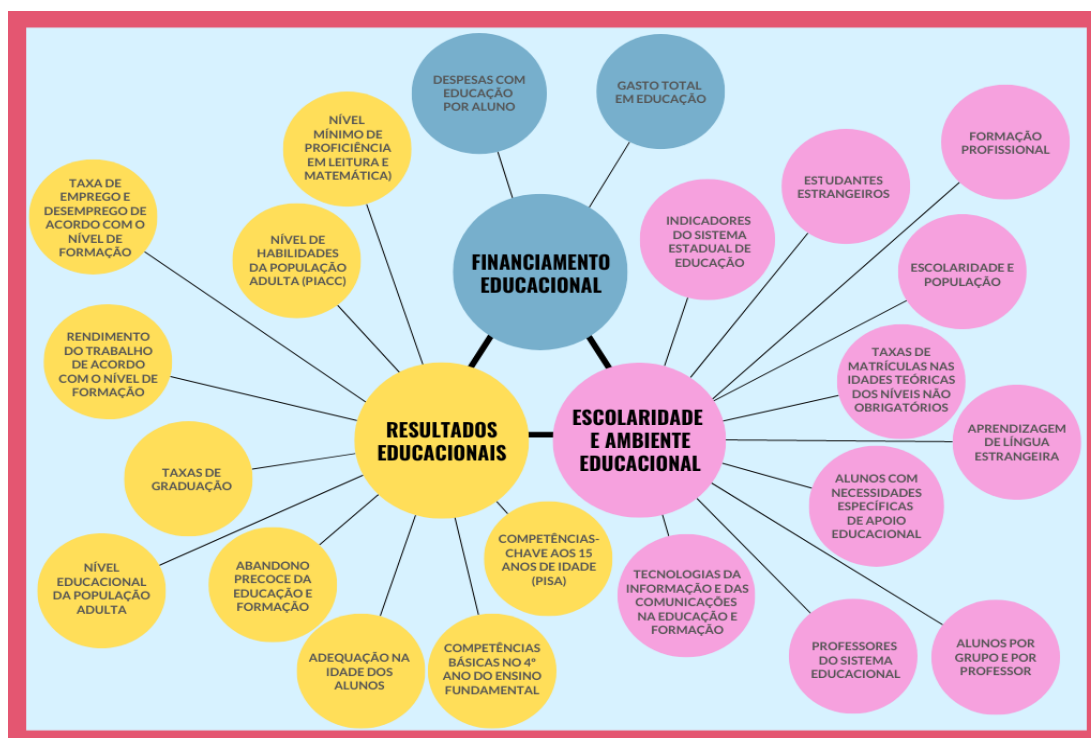 DESPESAS COM
EDUCAÇÃO
POR ALUNO
GASTO TOTAL
EM EDUCAÇÃO
FINANCIAMENTO
EDUCACIONAL
NÍVEL
MÍNIMO DE
PROFICIÊNCIA
EM LEITURA E
MATEMÁTICA)
TAXA DE
EMPREGO E
DESEMPREGO DE
ACORDO COM O
NÍVEL DE
FORMAÇÃO
NÍVEL DE
HABILIDADES
DA POPULAÇÃO
ADULTA (PIACC)
RENDIMENTO
DO TRABALHO
DE ACORDO
COM O NÍVEL DE
FORMAÇÃO
RESULTADOS
EDUCACIONAIS
TAXAS DE
GRADUAÇÃO
NÍVEL
EDUCACIONAL
DA POPULAÇÃO
ADULTA
ABANDONO
PRECOCE DA
EDUCAÇÃO E
FORMAÇÃO
ADEQUAÇÃO NA
IDADE DOS
ALUNOS
COMPETÊNCIAS
BÁSICAS NO 4º
ANO DO ENSINO
FUNDAMENTAL
COMPETÊNCIAS-
CHAVE AOS 15
ANOS DE IDADE
(PISA)
ESCOLARIDADE
E AMBIENTE
EDUCACIONAL
INDICADORES
DO SISTEMA
ESTADUAL DE
EDUCAÇÃO
ESTUDANTES
ESTRANGEIROS
FORMAÇÃO
PROFISSIONAL
ESCOLARIDADE E
POPULAÇÃO
TAXAS DE
MATRÍCULAS NAS
IDADES TEÓRICAS
DOS NÍVEIS NÃO
OBRIGATÓRIOS
APRENDIZAGEM
DE LÍNGUA
ESTRANGEIRA
ALUNOS COM
NECESSIDADES
ESPECÍFICAS
DE APOIO
EDUCACIONAL
TECNOLOGIAS DA
INFORMAÇÃO E DAS
COMUNICAÇÕES
NA EDUCAÇÃO E
FORMAÇÃO
PROFESSORES
DO SISTEMA
EDUCACIONAL
ALUNOS POR
GRUPO E POR
PROFESSOR